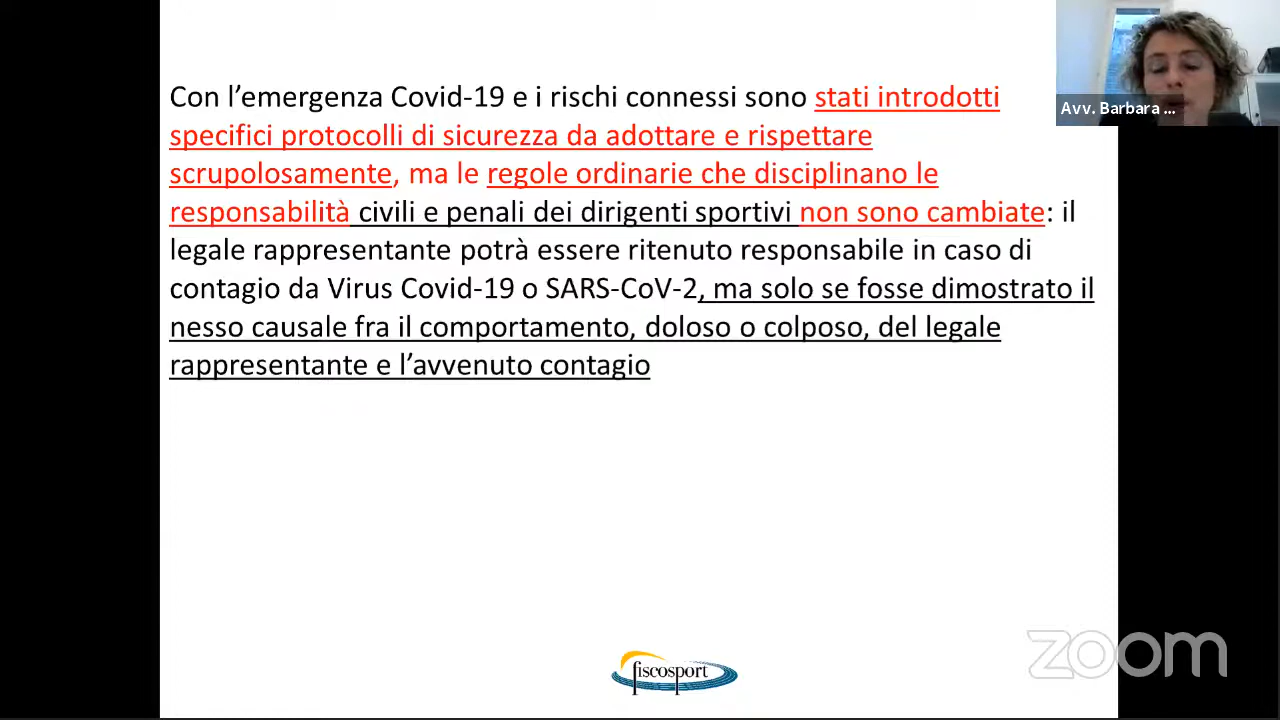 Con l’emergenza Covid-19 e i rischi connessi sono stati introdotti
specifici protocolli di sicurezza da adottare e rispettare
scrupolosamente, ma le regole ordinarie che disciplinano le
responsabilità civili e penali dei dirigenti sportivi non sono cambiate: il
legale rappresentante potrà essere ritenuto responsabile in caso di
contagio da Virus Covid-19 o SARS-CoV-2, ma solo se fosse dimostrato il
nesso causale fra il comportamento, doloso o colposo, del legale
rappresentante e l’avvenuto contagio
Avv. Barbara ...
fiscosport
zoom